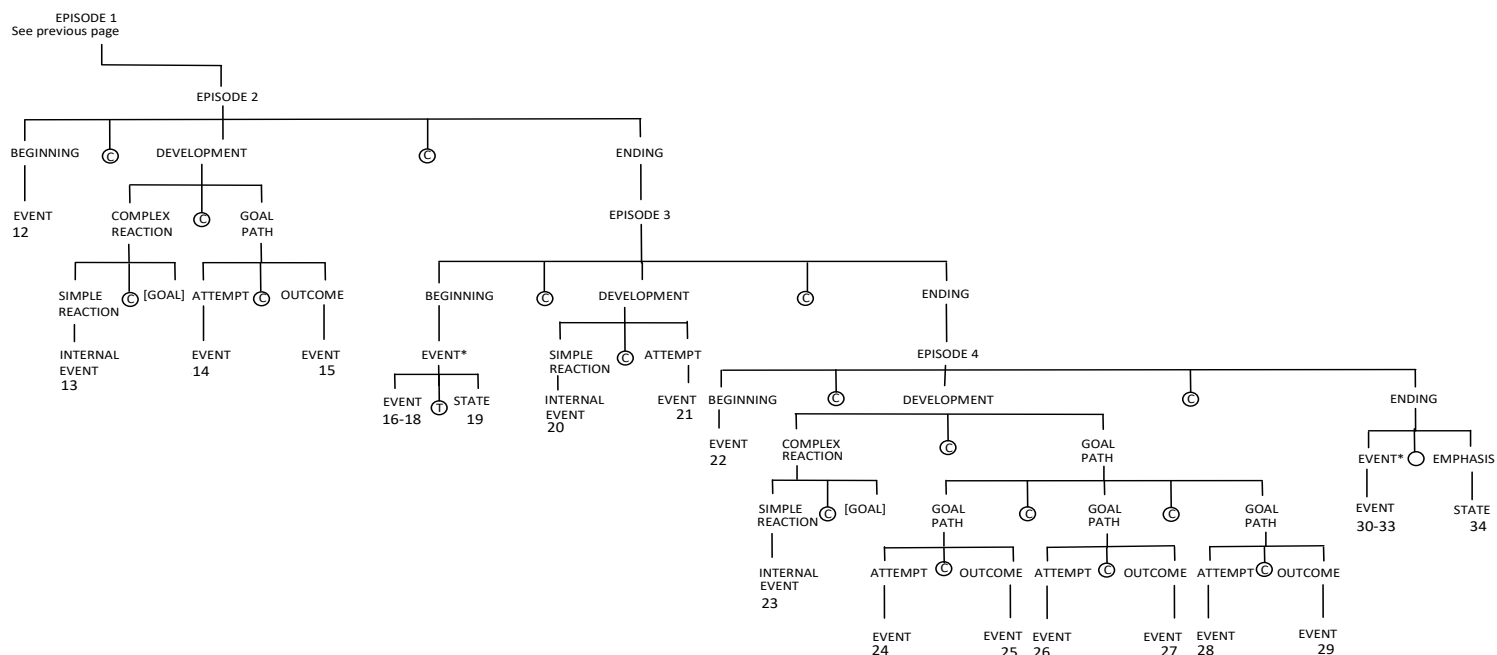 EPISODE 1
See previous page
EPISODE 2
BEGINNING C DEVELOPMENT C ENDING
EVENT
12
COMPLEX
REACTION
C
GOAL
PATH
EPISODE 3
SIMPLE
REACTION
C
[GOAL]
ATTEMPT
C
OUTCOME
INTERNAL
EVENT
13
EVENT
14
EVENT
15
BEGINNING C DEVELOPMENT C ENDING
EVENT*
SIMPLE
REACTION
C
ATTEMPT
EPISODE 4
EVENT
16-18
T
STATE
19
INTERNAL
EVENT
20
EVENT
21
BEGINNING C DEVELOPMENT C ENDING
EVENT
22
COMPLEX
REACTION
C
GOAL
PATH
EVENT*
EMPHASIS
SIMPLE
REACTION
C
[GOAL]
GOAL
PATH
C
GOAL
PATH
C
GOAL
PATH
EVENT
30-33
STATE
34
INTERNAL
EVENT
23
ATTEMPT C OUTCOME
ATTEMPT C OUTCOME
ATTEMPT C OUTCOME
EVENT
24
EVENT
25
EVENT
26
EVENT
27
EVENT
28
EVENT
29